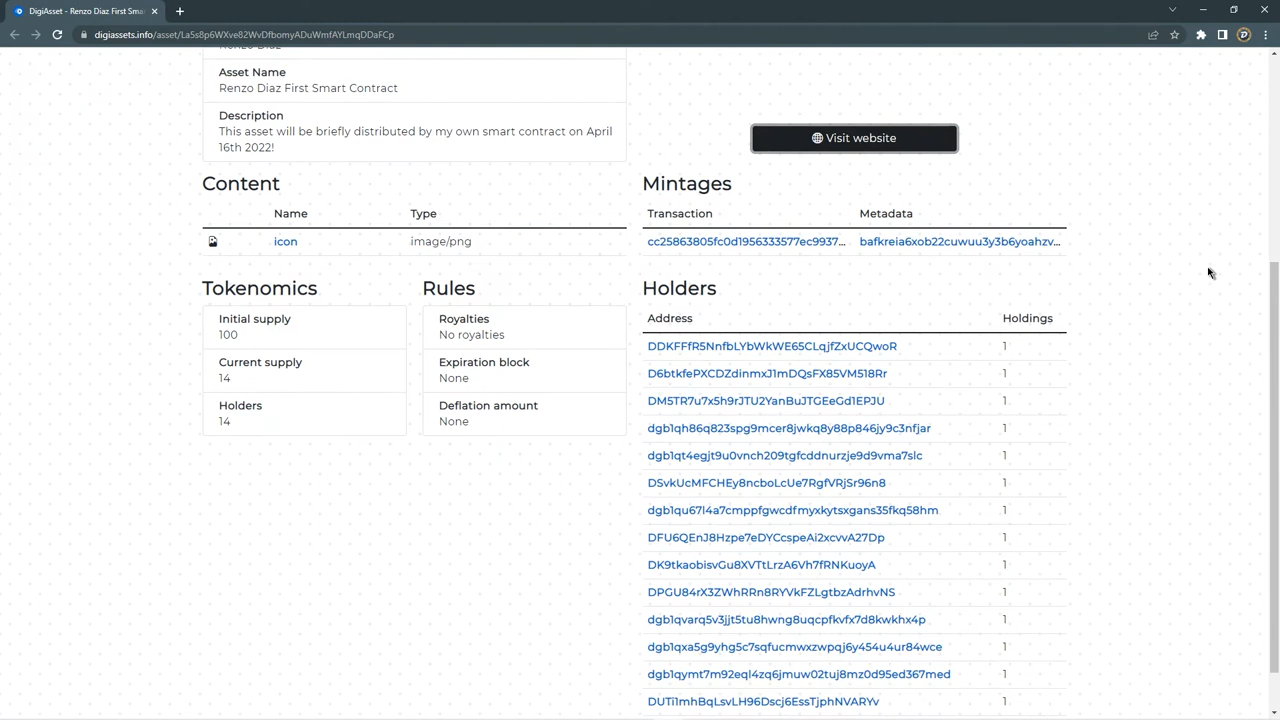 DigiAsset - Renzo Diaz First Smar
digiassets.info/asset/La5s8p6WXve82WvDfbomyADuWmfAYLmqDDaFCp
Renzo Diaz
Asset Name
Renzo Diaz First Smart Contract
Description
This asset will be briefly distributed by my own smart contract on April
16th 2022!
Visit website
Content
Name Type
icon image/png
Mintages
Transaction Metadata
cc25863805fc0d1956333577ec9937... bafkreia6xob22cuwuu3y3b6yoahzv...
Tokenomics
Initial supply
100
Current supply
14
Holders
14
Rules
Royalties
No royalties
Expiration block
None
Deflation amount
None
Holders
Address Holdings
DDKFFfR5NnfbLYbWkWE65CLqjfZxUCQwoR 1
D6btkfePXCDZdinmxJ1mDQsFX85VM518Rr 1
DM5TR7u7x5h9rJTU2YanBuJTGEeGd1EPJU 1
dgb1qh86q823spg9mcer8jwkq8y88p846jy9c3nfjar 1
dgb1qt4egjt9u0vnch209tgfcddnurzje9d9vma7slc 1
DSvkUcMFCHEy8ncboLcUe7RgfVRjSr96n8 1
dgb1qu67l4a7cmppfgwcdfmyxkytsxgans35fkq58hm 1
DFU6QEnJ8Hzpe7eDYCcspeAi2xcvvA27Dp 1
DK9tkaobisvGu8XVTtLrzA6Vh7fRNKuoyA 1
DPGU84rX3ZWhRRn8RYVkFZLgtbzAdrhvNS 1
dgb1qvarq5v3jjt5tu8hwng8uqcpfkvfx7d8kwkhx4p 1
dgb1qxa5g9yhg5c7sqfucmwxzwpqj6y454u4ur84wce 1
dgb1qymt7m92eql4zq6jmuw02tuj8mz0d95ed367med 1
DUTi1mhBqLsvLH96Dscj6EssTjphNVARYv 1